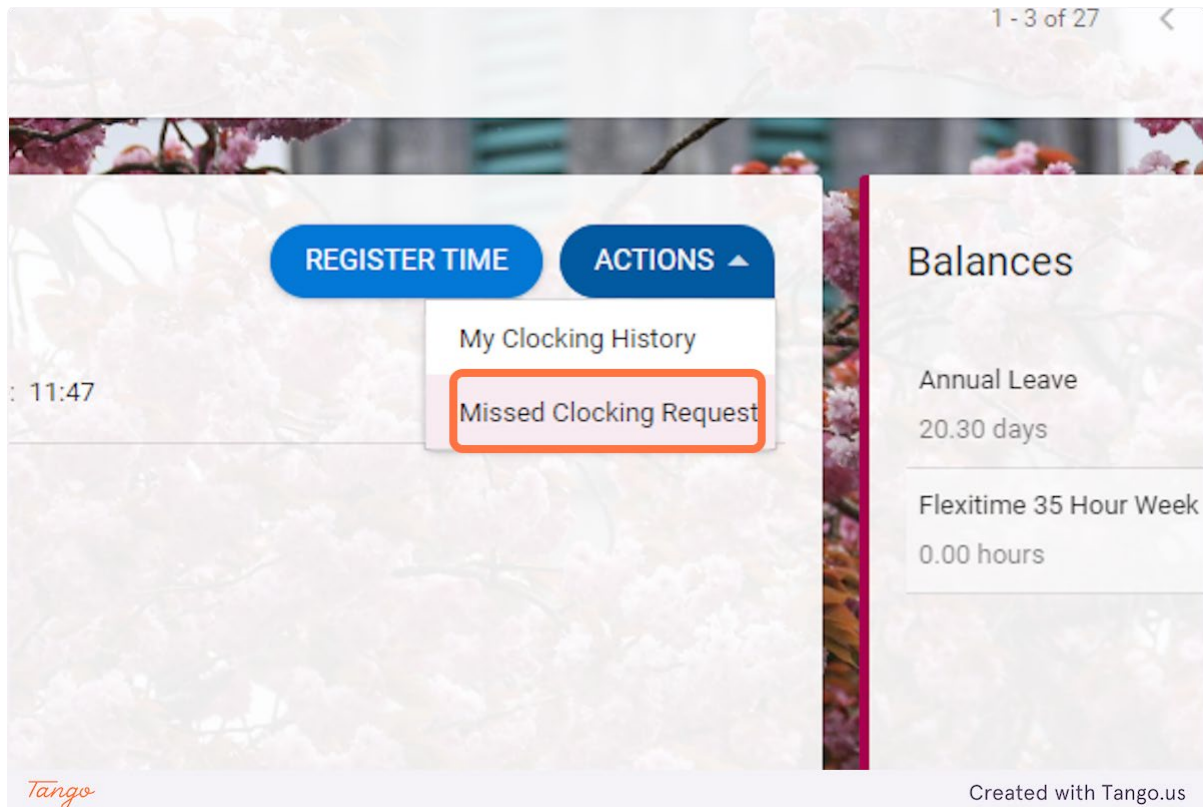 1 - 3 of 27
REGISTER TIME
ACTIONS
My Clocking History
Missed Clocking Request
: 11:47
Balances
Annual Leave
20.30 days
Flexitime 35 Hour Week
0.00 hours
Tango
Created with Tango.us